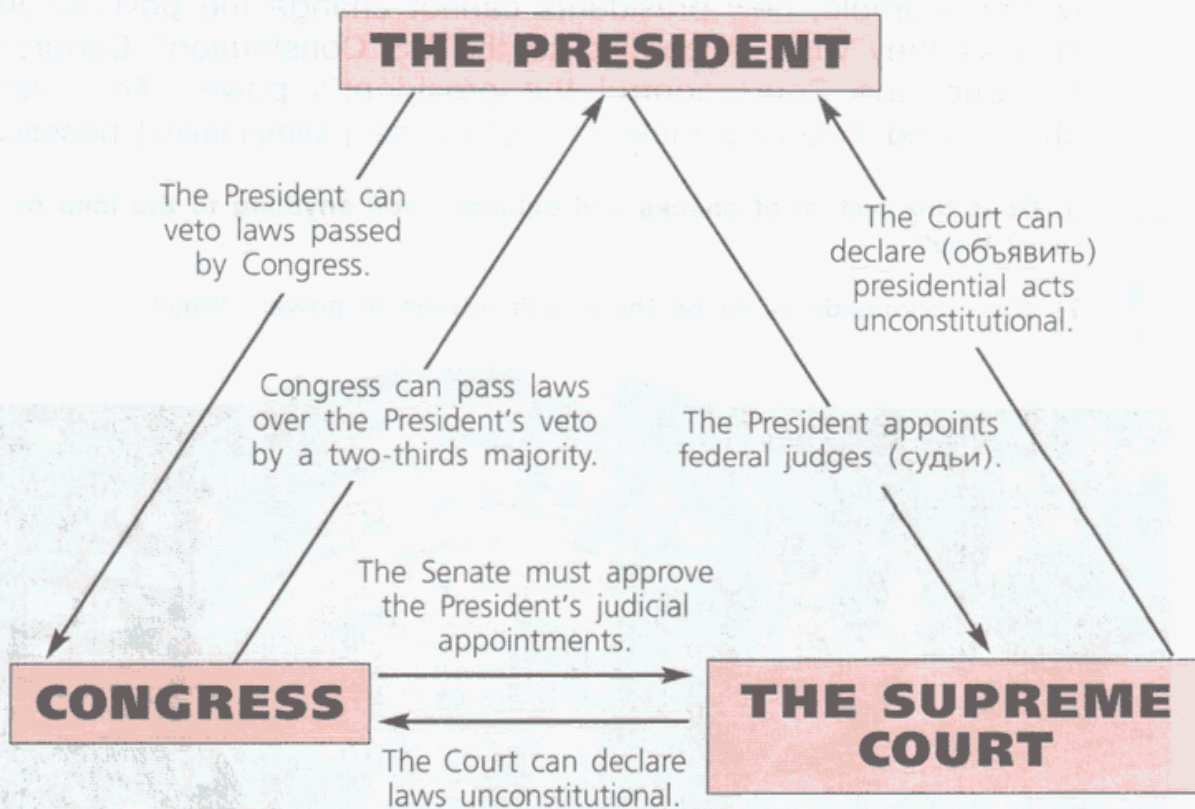 THE PRESIDENT
The President can
veto laws passed
by Congress.
The Court can
declare (объявить)
presidential acts
unconstitutional.
Congress can pass laws
over the President's veto
by a two-thirds majority.
The President appoints
federal judges (судьи).
The Senate must approve
the President's judicial
appointments.
CONGRESS
THE SUPREME
COURT
The Court can declare
laws unconstitutional.